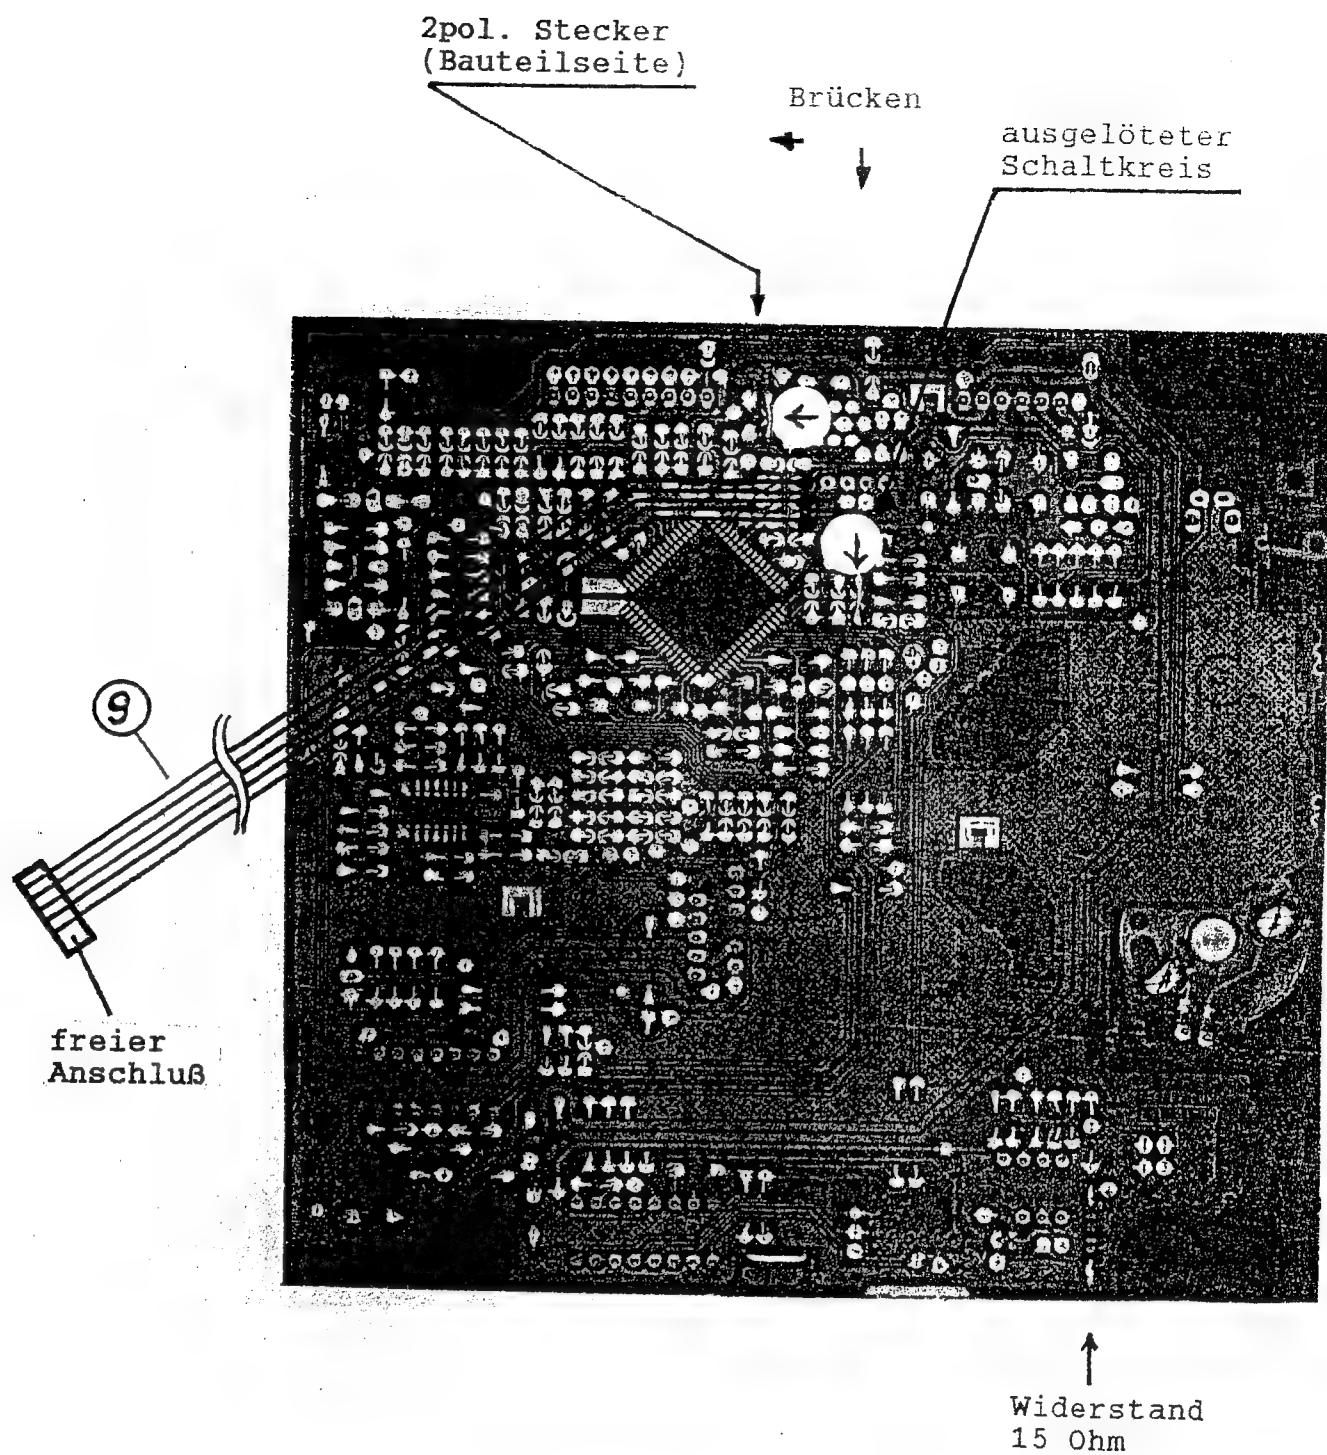 2pol. Stecker
(Bauteilseite)
Brücken
ausgelöteter
Schaltkreis
9
freier
Anschluß
Widerstand
15 Ohm